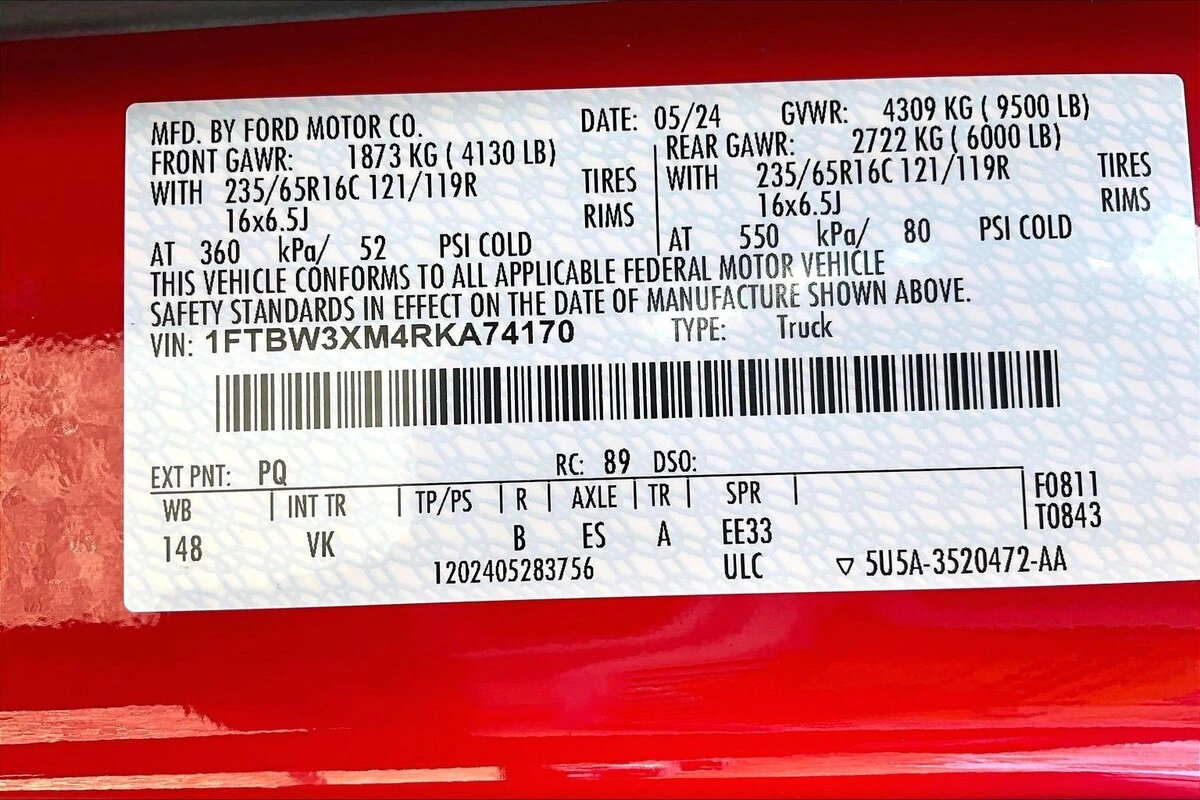 MFD. BY FORD MOTOR CO. DATE: 05/24 GVWR: 4309 KG ( 9500 LB)
FRONT GAWR: 1873 KG ( 4130 LB) REAR GAWR: 2722 KG ( 6000 LB)
WITH 235/65R16C 121/119R TIRES WITH 235/65R16C 121/119R TIRES
16x6.5J RIMS 16x6.5J RIMS
AT 360 kPa/ 52 PSI COLD AT 550 kPa/ 80 PSI COLD
THIS VEHICLE CONFORMS TO ALL APPLICABLE FEDERAL MOTOR VEHICLE
SAFETY STANDARDS IN EFFECT ON THE DATE OF MANUFACTURE SHOWN ABOVE.
VIN: 1FTBW3XM4RKA74170 TYPE: Truck
EXT PNT: PQ RC: 89 DSO:
WB INT TR TP/PS R AXLE TR SPR F0811
T0843
148 VK B ES A EE33
1202405283756 ULC ▽ 5U5A-3520472-AA